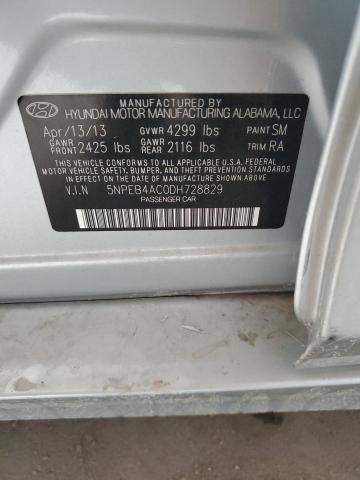 MANUFACTURED BY
HYUNDAI MOTOR MANUFACTURING ALABAMA, LLC
Apr/13/13 GVWR 4299 lbs PAINT SM
GAWR FRONT 2425 lbs GAWR REAR 2116 lbs TRIM RA
THIS VEHICLE CONFORMS TO ALL APPLICABLE U.S.A. FEDERAL
MOTOR VEHICLE SAFETY, BUMPER, AND THEFT PREVENTION
STANDARDS IN EFFECT ON THE DATE OF MANUFACTURE SHOWN ABOVE.
V.I.N 5NPEB4AC0DH728829
PASSENGER CAR